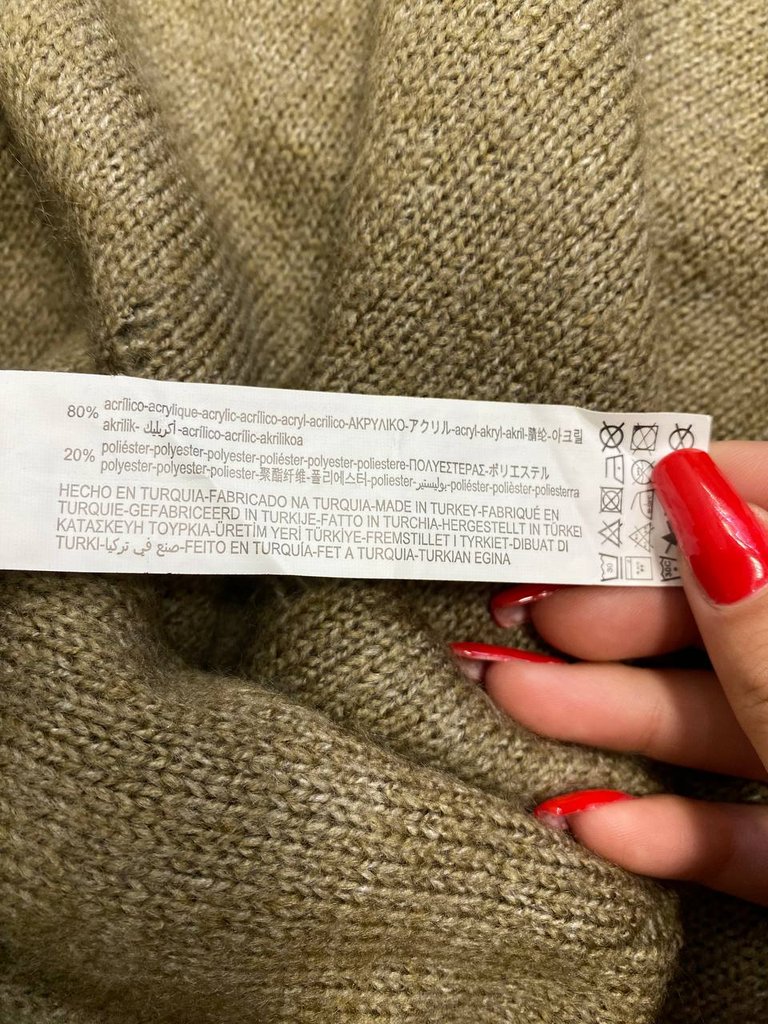 80% acrílico-acrylique-acrylic-acrílico-acryl-acrilico-ΑΚΡΥΛΙΚΟ-アクリル-acryl-akryl-akril-腈纶-아크릴
akrilik- أكريليك -acrílico-acrílic-akrilikoa
20% poliéster-polyester-polyester-poliéster-polyester-poliestere-ΠΟΛΥΕΣΤΕΡΑΣ-ポリエステル
polyester-polyester-poliester-聚酯纤维-폴리에스터-poliester-بوليستير-poliéster-polièster-poliesterra
HECHO EN TURQUIA-FABRICADO NA TURQUIA-MADE IN TURKEY-FABRIQUÉ EN
TURQUIE-GEFABRICEERD IN TURKIJE-FATTO IN TURCHIA-HERGESTELLT IN TÜRKEI
ΚΑΤΑΣΚΕΥΗ ΤΟΥΡΚΙΑ-ÜRETİM YERİ TÜRKİYE-FREMSTILLET I TYRKIET-DIBUAT DI
TURKI-صنع في تركيا-FEITO EN TURQUÍA-FET A TURQUIA-TURKIAN EGINA